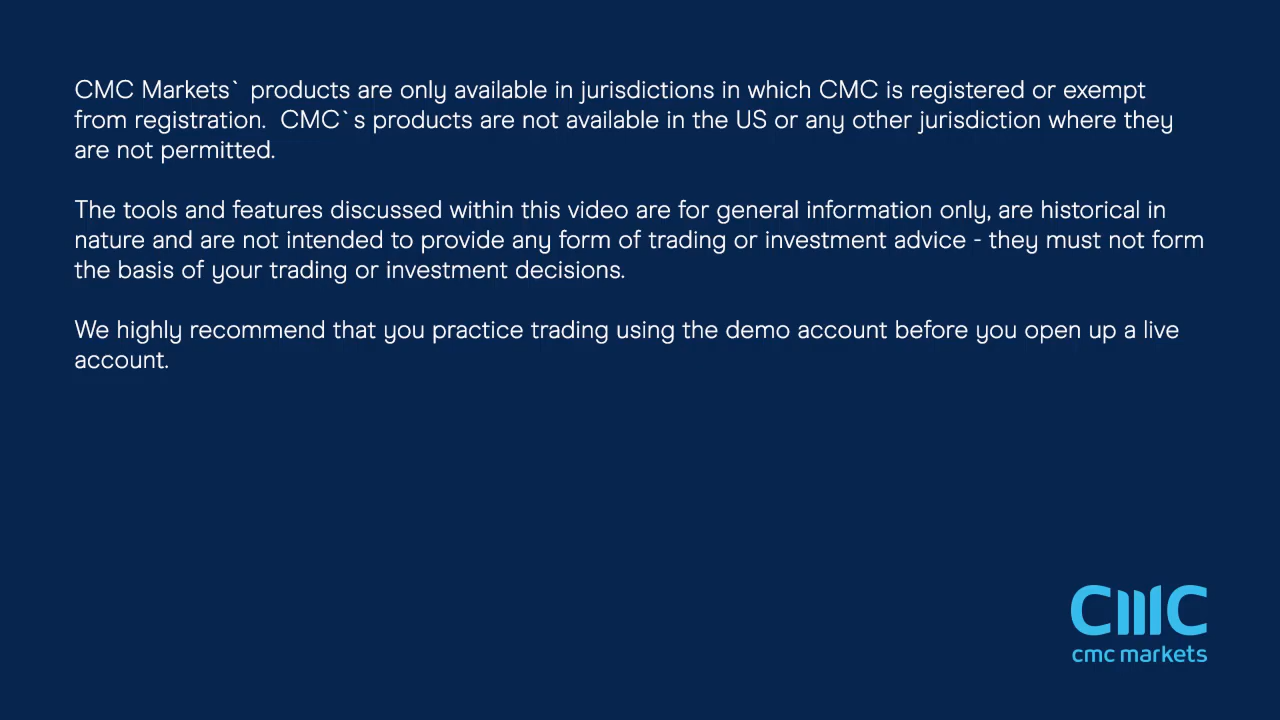 CMC Markets` products are only available in jurisdictions in which CMC is registered or exempt
from registration.  CMC`s products are not available in the US or any other jurisdiction where they
are not permitted.
The tools and features discussed within this video are for general information only, are historical in
nature and are not intended to provide any form of trading or investment advice - they must not form
the basis of your trading or investment decisions.
We highly recommend that you practice trading using the demo account before you open up a live
account.
CMC
cmc markets